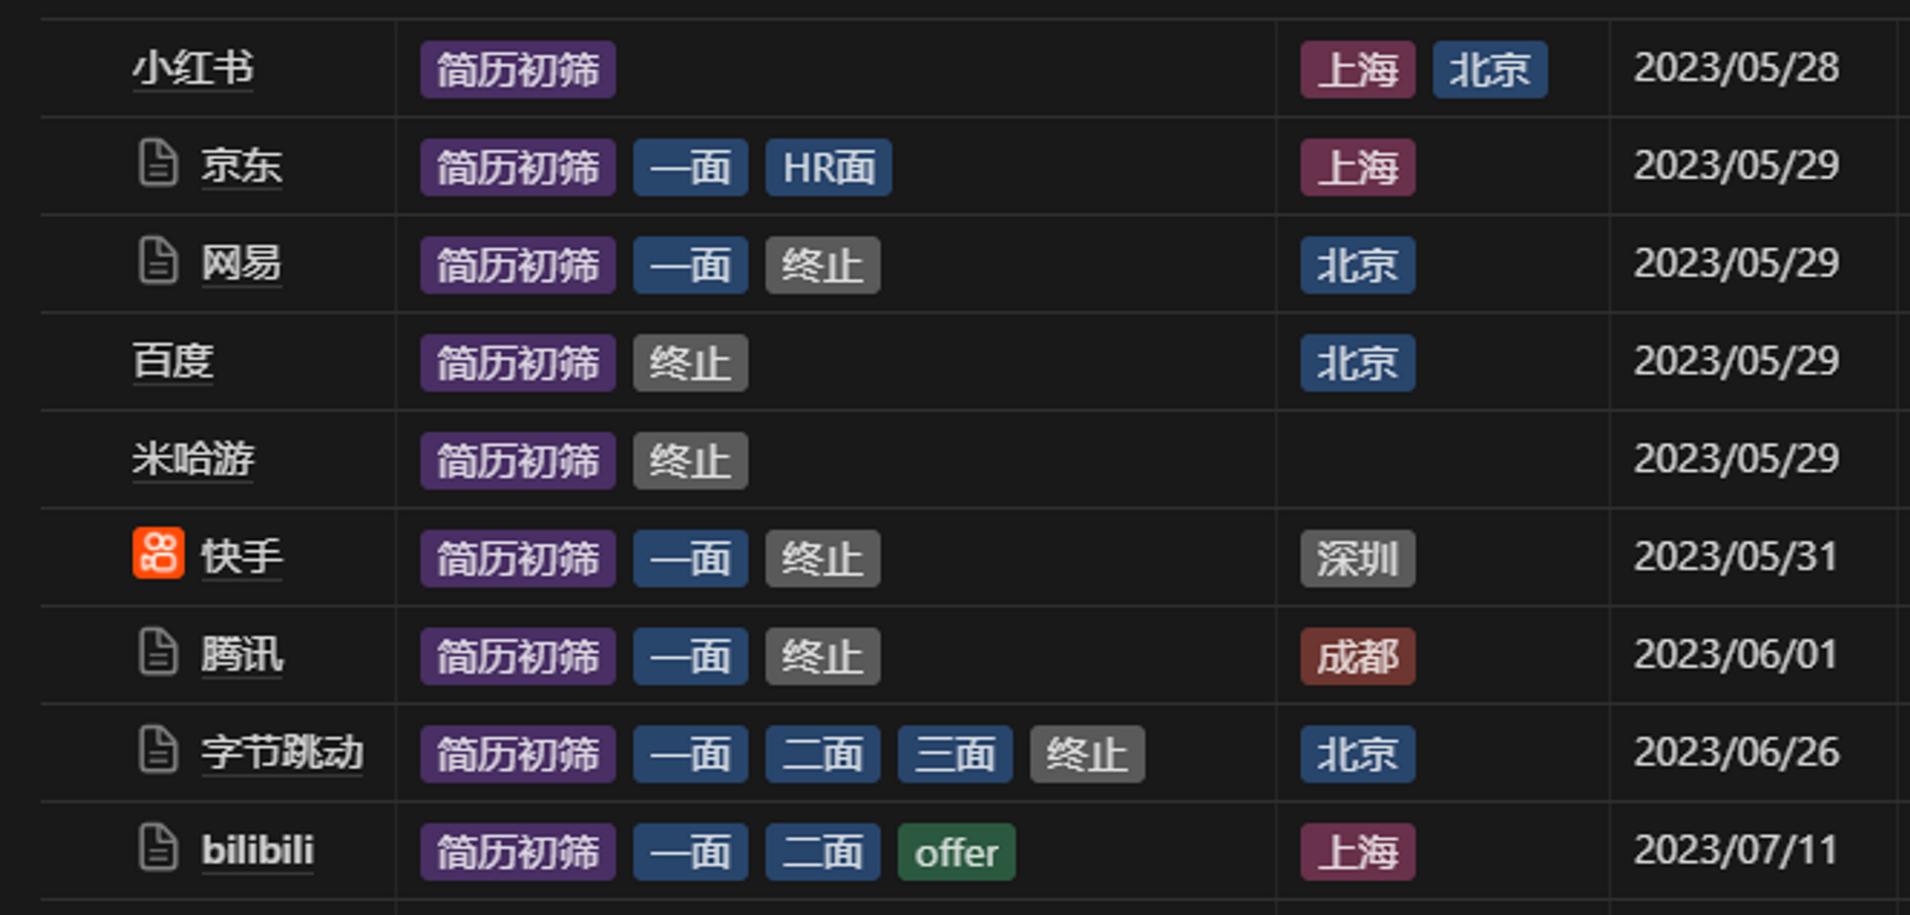 小红书 简历初筛 上海 北京 2023/05/28
京东 简历初筛 一面 HR面 上海 2023/05/29
网易 简历初筛 一面 终止 北京 2023/05/29
百度 简历初筛 终止 北京 2023/05/29
米哈游 简历初筛 终止 2023/05/29
快手 简历初筛 一面 终止 深圳 2023/05/31
腾讯 简历初筛 一面 终止 成都 2023/06/01
字节跳动 简历初筛 一面 二面 三面 终止 北京 2023/06/26
bilibili 简历初筛 一面 二面 offer 上海 2023/07/11